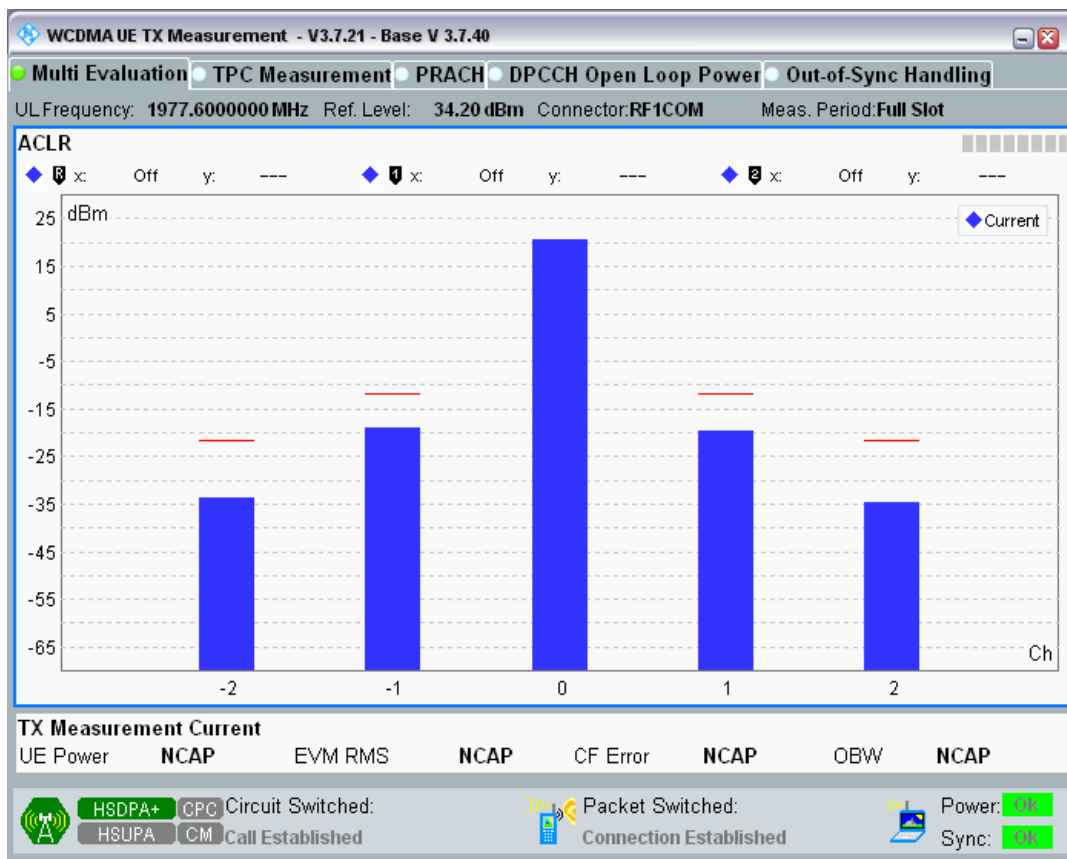 WCDMA UE TX Measurement - V3.7.21 - Base V 3.7.40
Multi Evaluation TPC Measurement PRACH DPCCH Open Loop Power Out-of-Sync Handling
UL Frequency: 1977.6000000 MHz Ref. Level: 34.20 dBm Connector:RF1COM Meas. Period:Full Slot
ACLR
R x: Off y: --- 1 x: Off y: --- 2 x: Off y: ---
dBm
Current
25
15
5
-5
-15
-25
-35
-45
-55
-65
Ch
-2 -1 0 1 2
TX Measurement Current
UE Power NCAP EVM RMS NCAP CF Error NCAP OBW NCAP
HSDPA+ CPC Circuit Switched: Packet Switched: Power: Ok
HSUPA CM Call Established Connection Established Sync: Ok